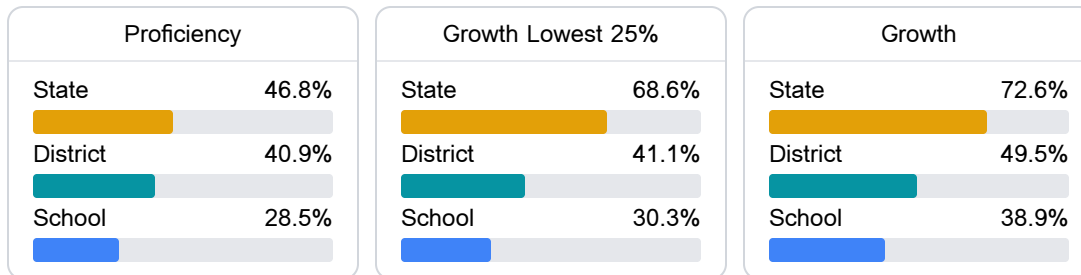 Proficiency
State 46.8%
District 40.9%
School 28.5%
Growth Lowest 25%
State 68.6%
District 41.1%
School 30.3%
Growth
State 72.6%
District 49.5%
School 38.9%